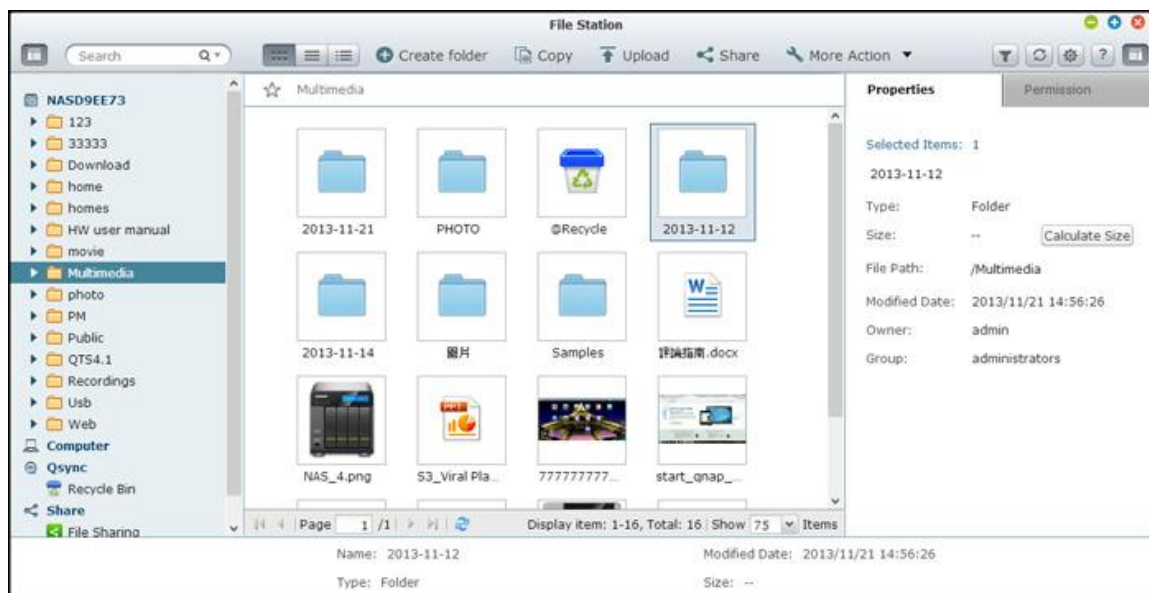 File Station
Search
Create folder
Copy
Upload
Share
More Action
?
NASD9EE73
123
33333
Download
home
homes
HW user manual
movie
Multimedia
photo
PM
Public
QTS4.1
Recordings
Usb
Web
Computer
Qsync
Recycle Bin
Share
File Sharing
Multimedia
2013-11-21 PHOTO @Recycle 2013-11-12
2013-11-14 圖片 Samples 評論指南.docx
NAS_4.png S3_Viral Pla... 777777777... start_qnap_...
Page 1 /1 Display item: 1-16, Total: 16 Show 75 Items
Properties Permission
Selected Items: 1
2013-11-12
Type: Folder
Size: -- Calculate Size
File Path: /Multimedia
Modified Date: 2013/11/21 14:56:26
Owner: admin
Group: administrators
Name: 2013-11-12 Modified Date: 2013/11/21 14:56:26
Type: Folder Size: --